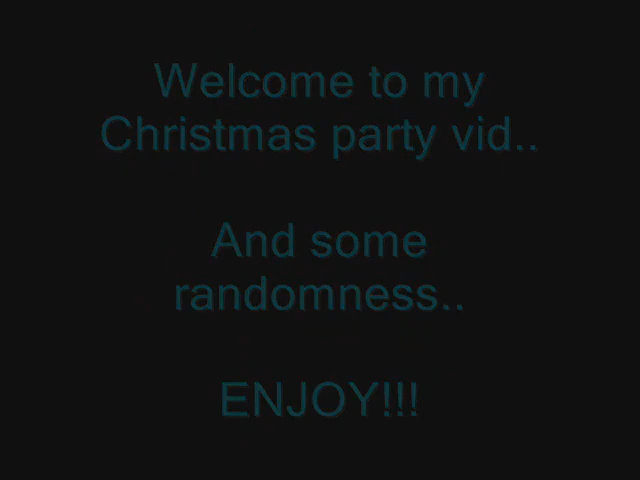 Welcome to my
Christmas party vid..
And some
randomness..
ENJOY!!!